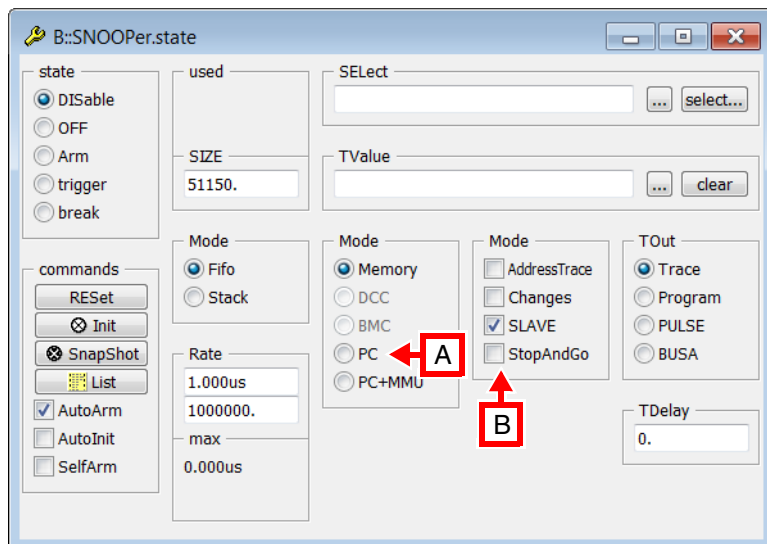 B::SNOOPer.state
state
DISable
OFF
Arm
trigger
break
used
SIZE
51150.
SELect
... select...
TValue
... clear
commands
RESet
Init
SnapShot
List
AutoArm
AutoInit
SelfArm
Mode
Fifo
Stack
Rate
1.000us
1000000.
max
0.000us
Mode
Memory
DCC
BMC
PC
PC+MMU
A
Mode
AddressTrace
Changes
SLAVE
StopAndGo
B
TOut
Trace
Program
PULSE
BUSA
TDelay
0.